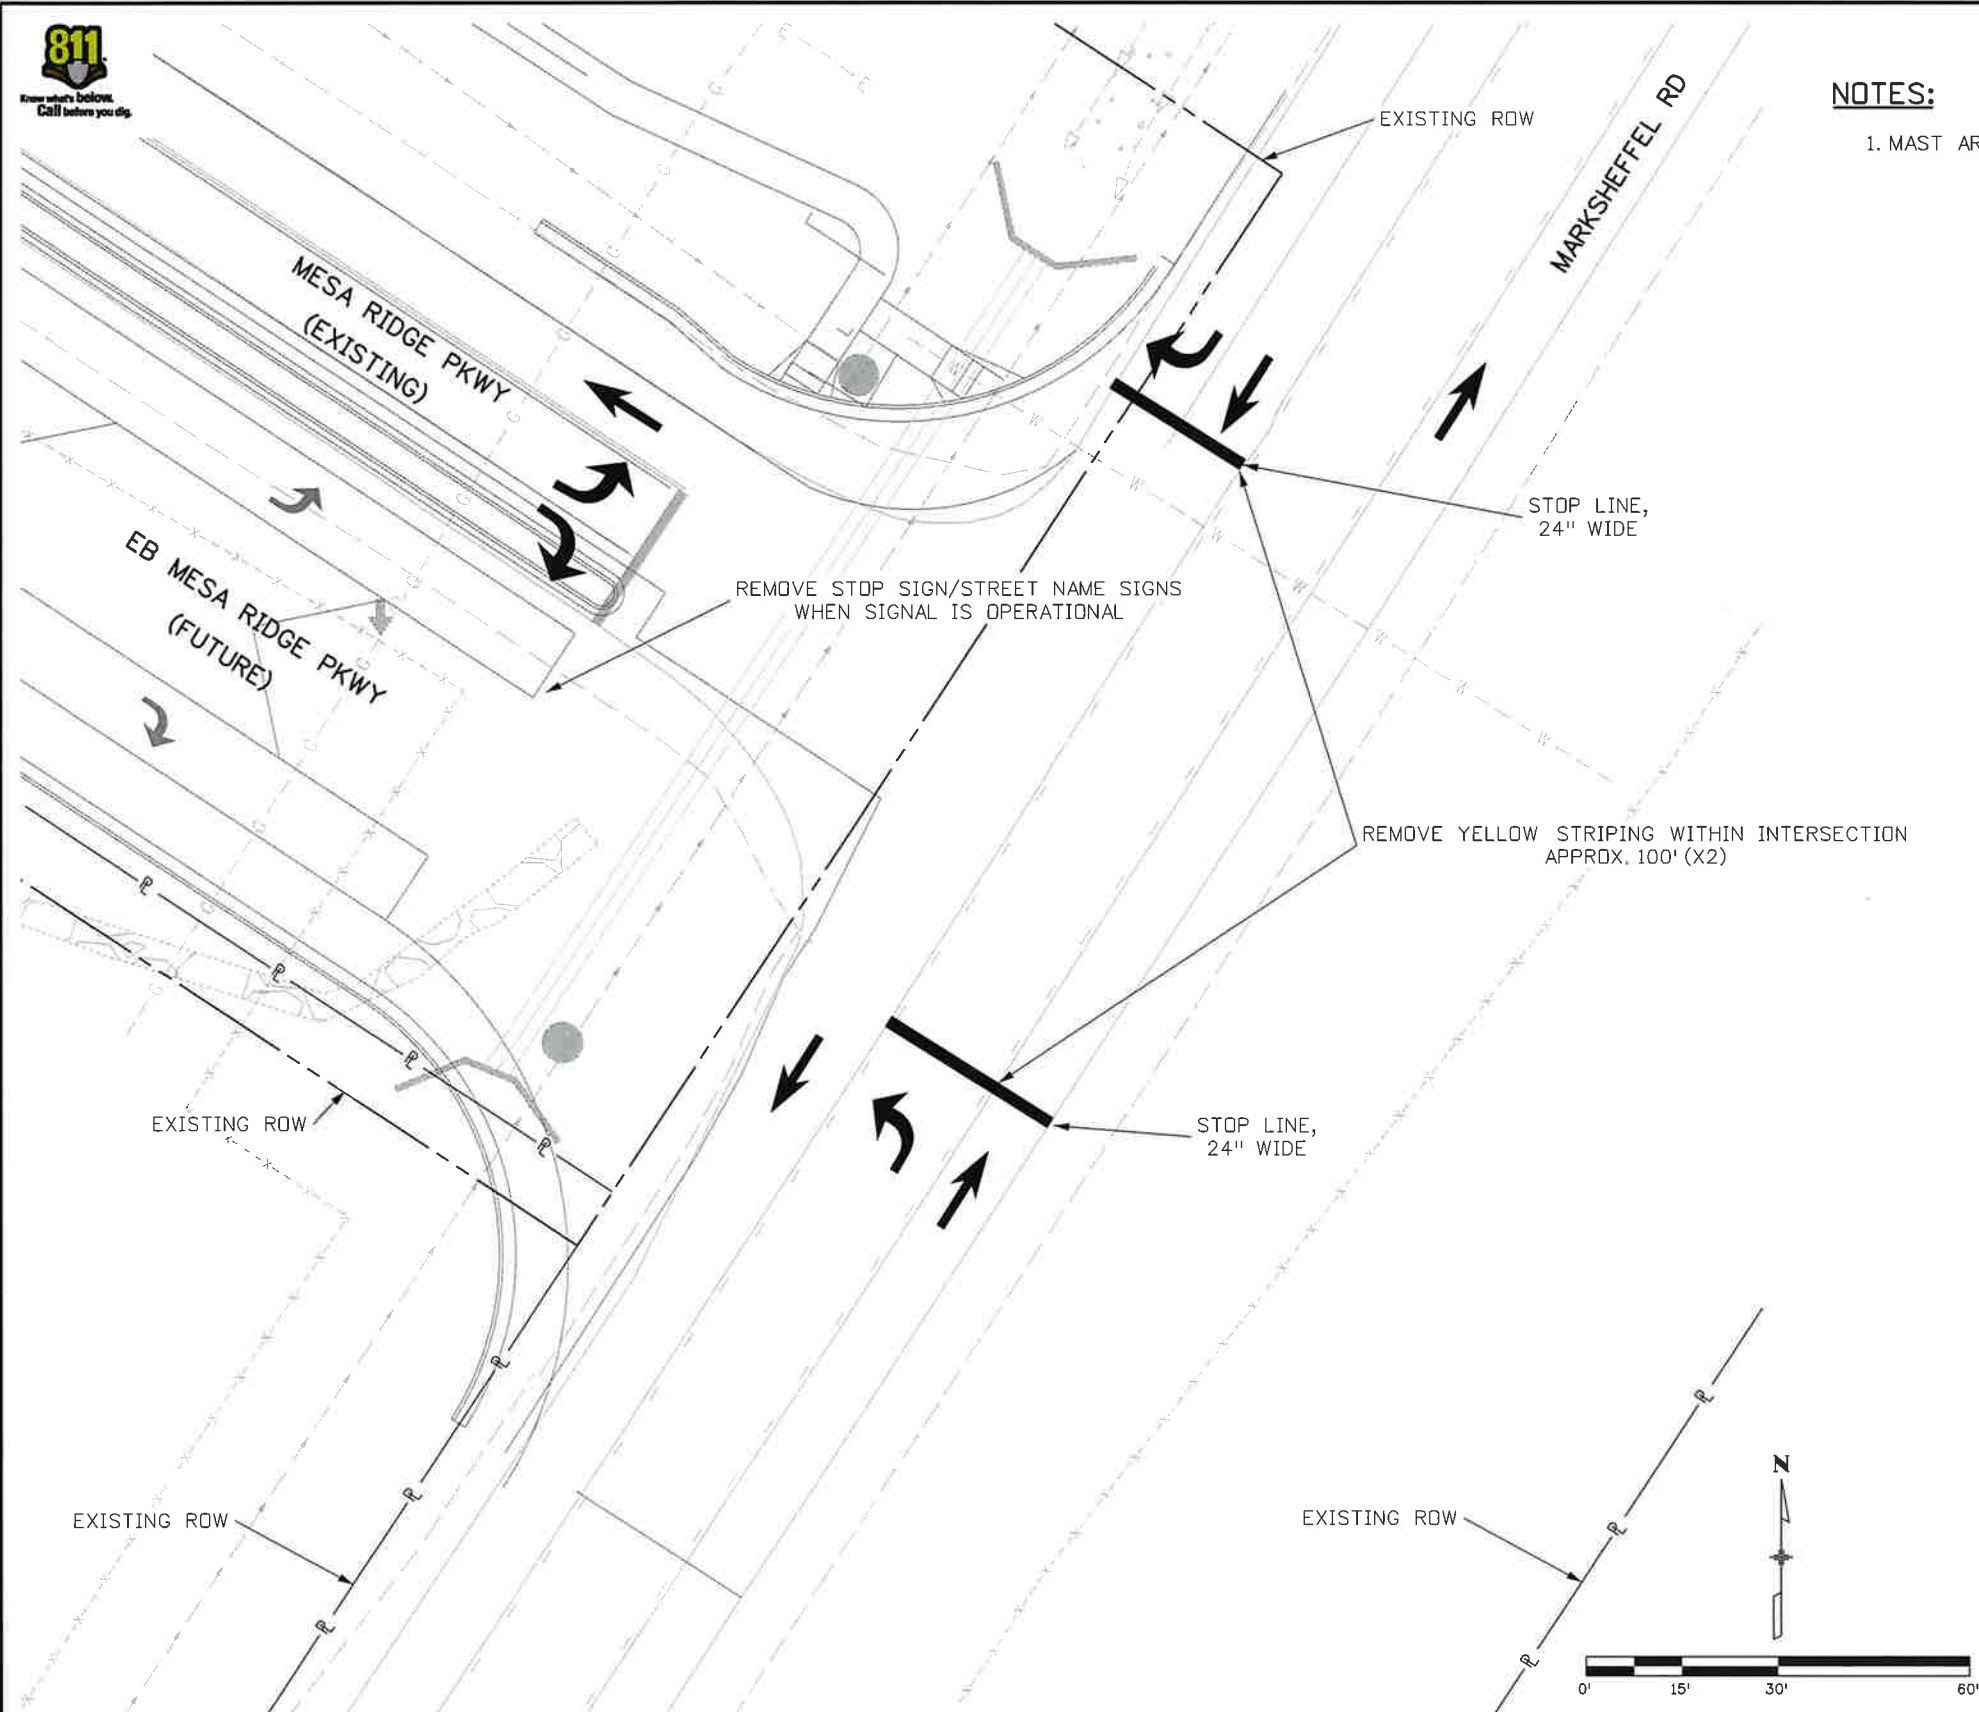 811
Know what's below.
Call before you dig.
NOTES:
1. MAST AR
EXISTING ROW
MARKSHEFFEL RD
MESA RIDGE PKWY
(EXISTING)
STOP LINE,
24" WIDE
EB MESA RIDGE PKWY
(FUTURE)
REMOVE STOP SIGN/STREET NAME SIGNS
WHEN SIGNAL IS OPERATIONAL
REMOVE YELLOW STRIPING WITHIN INTERSECTION
APPROX. 100' (X2)
EXISTING ROW
STOP LINE,
24" WIDE
EXISTING ROW
EXISTING ROW
N
0' 15' 30' 60'